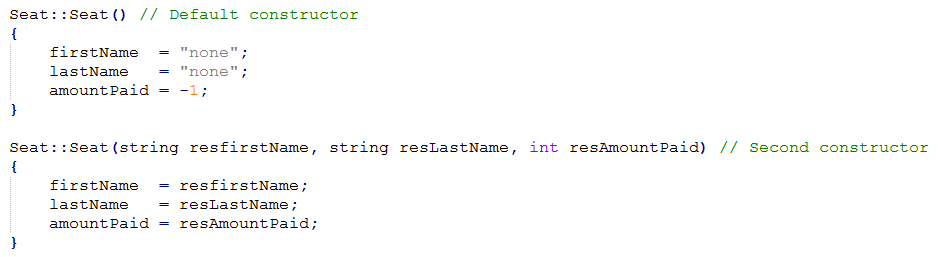 Seat::Seat() // Default constructor
{
    firstName  = "none";
    lastName   = "none";
    amountPaid = -1;
}

Seat::Seat(string resfirstName, string resLastName, int resAmountPaid) // Second constructor
{
    firstName  = resfirstName;
    lastName   = resLastName;
    amountPaid = resAmountPaid;
}